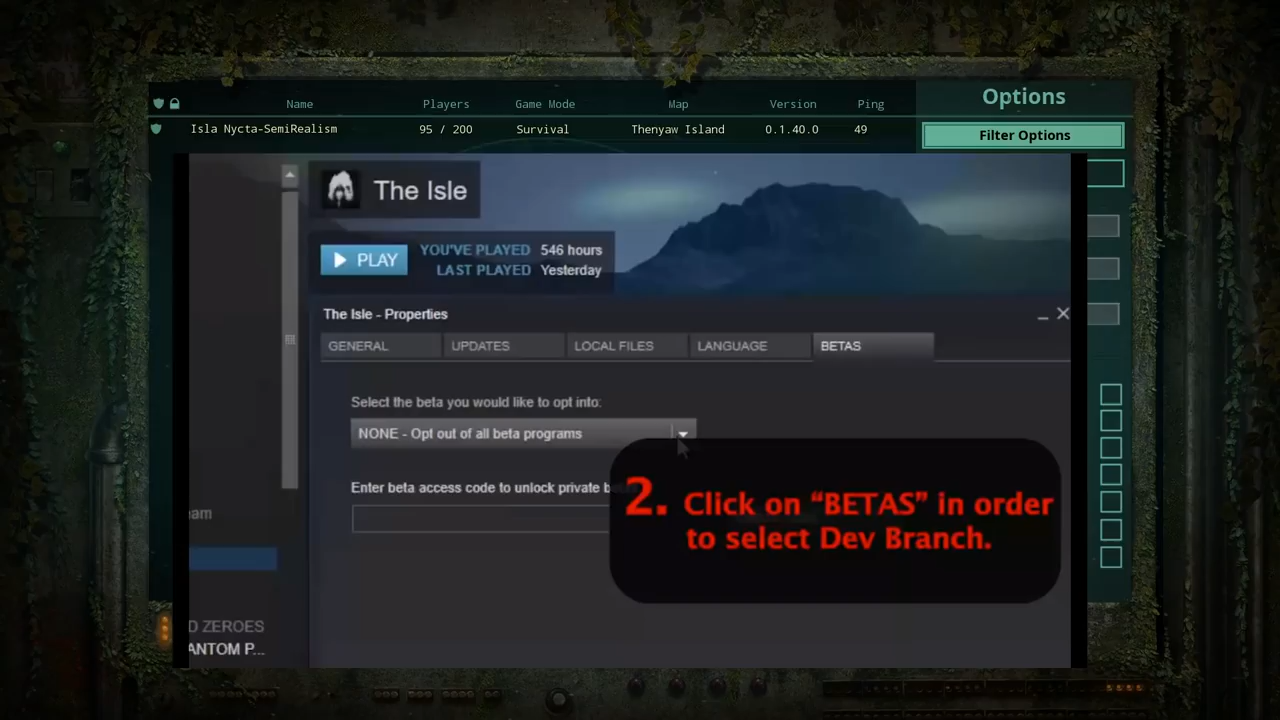 Name Players Game Mode Map Version Ping
Options
Isla Nycta-SemiRealism 95 / 200 Survival Thenyaw Island 0.1.40.0 49
Filter Options
The Isle
PLAY
YOU'VE PLAYED 546 hours
LAST PLAYED Yesterday
The Isle - Properties
GENERAL UPDATES LOCAL FILES LANGUAGE BETAS
Select the beta you would like to opt into:
NONE - Opt out of all beta programs
Enter beta access code to unlock private
2. Click on “BETAS” in order
to select Dev Branch.
eam
D ZEROES
ANTOM P...